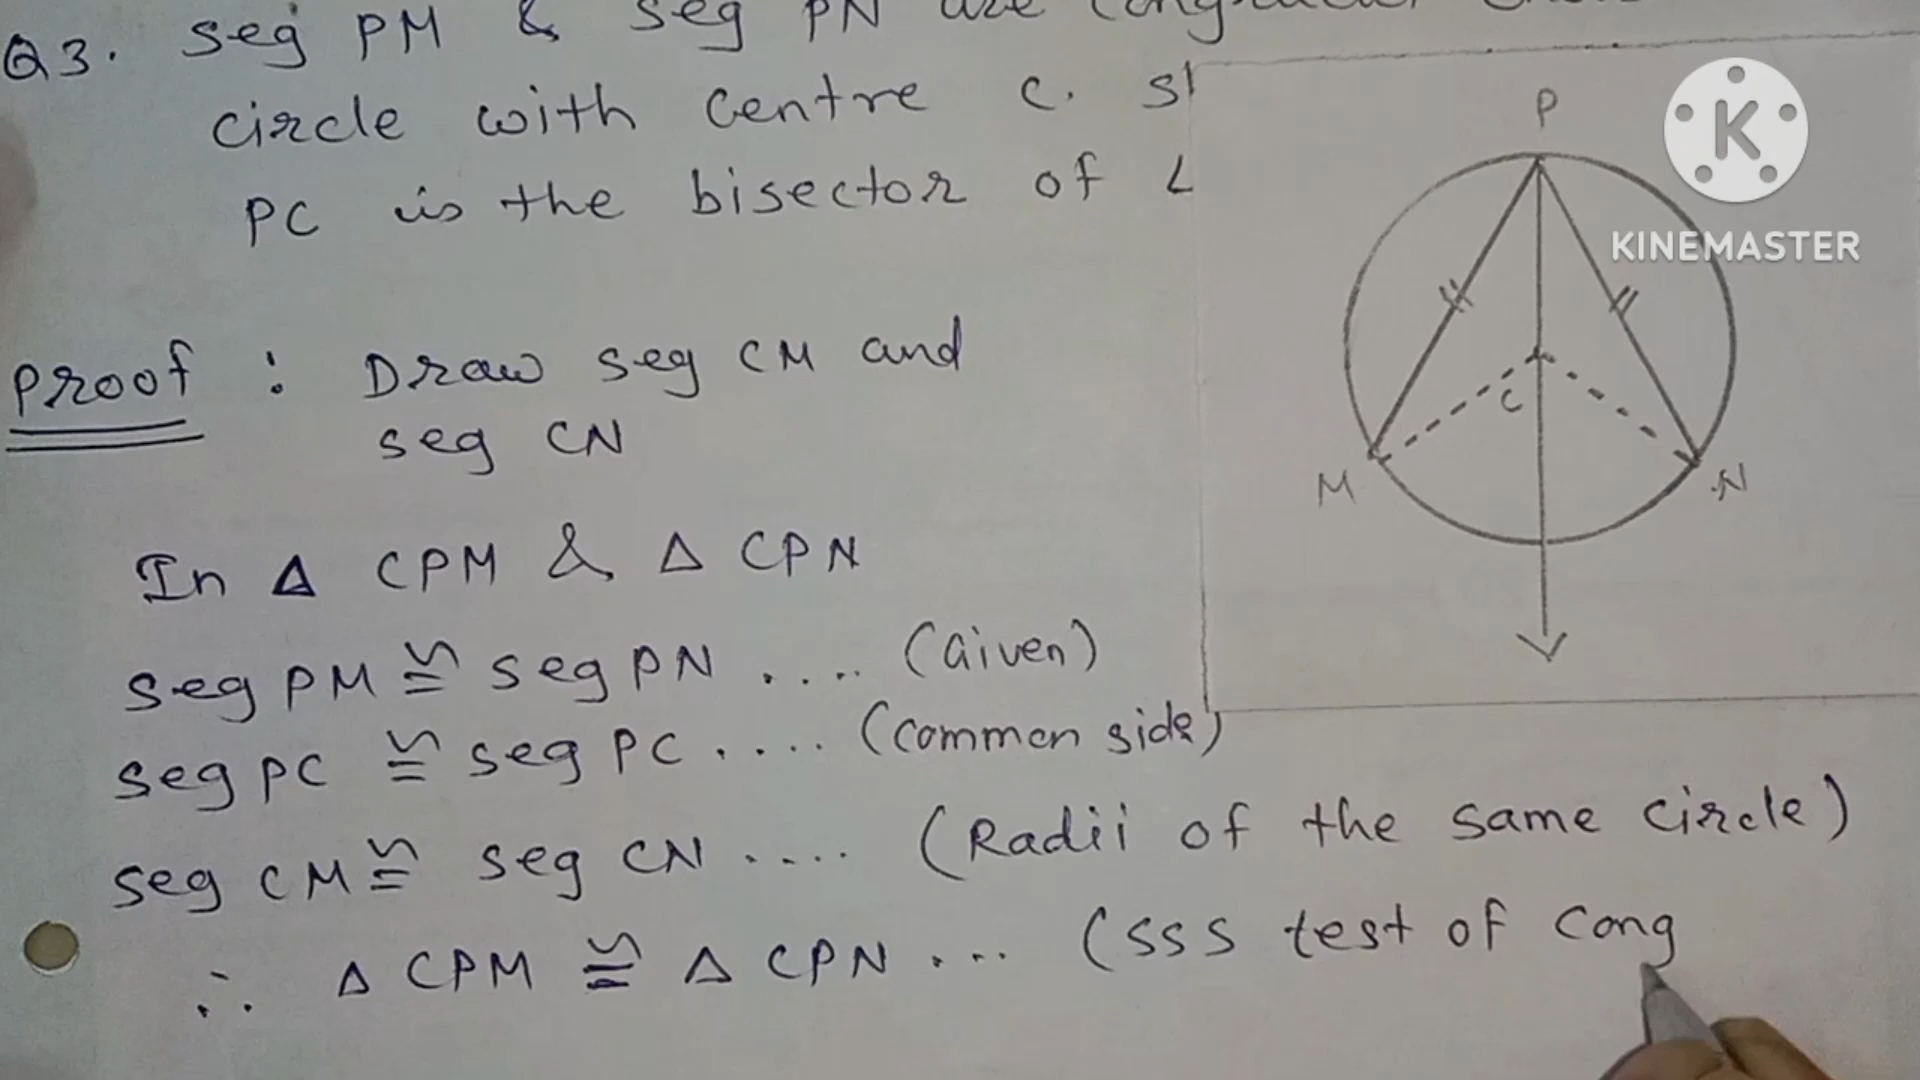 Q3. seg PM & seg PN are
circle with centre C.
PC is the bisector of ∠
Proof : Draw seg CM and
seg CN
In Δ CPM & Δ CPN
seg PM ≅ seg PN .... (Given)
seg PC ≅ seg PC .... (common side)
seg CM ≅ seg CN .... (Radii of the same circle)
∴ Δ CPM ≅ Δ CPN ... (SSS test of cong
P
C
M
N
K
KINEMASTER